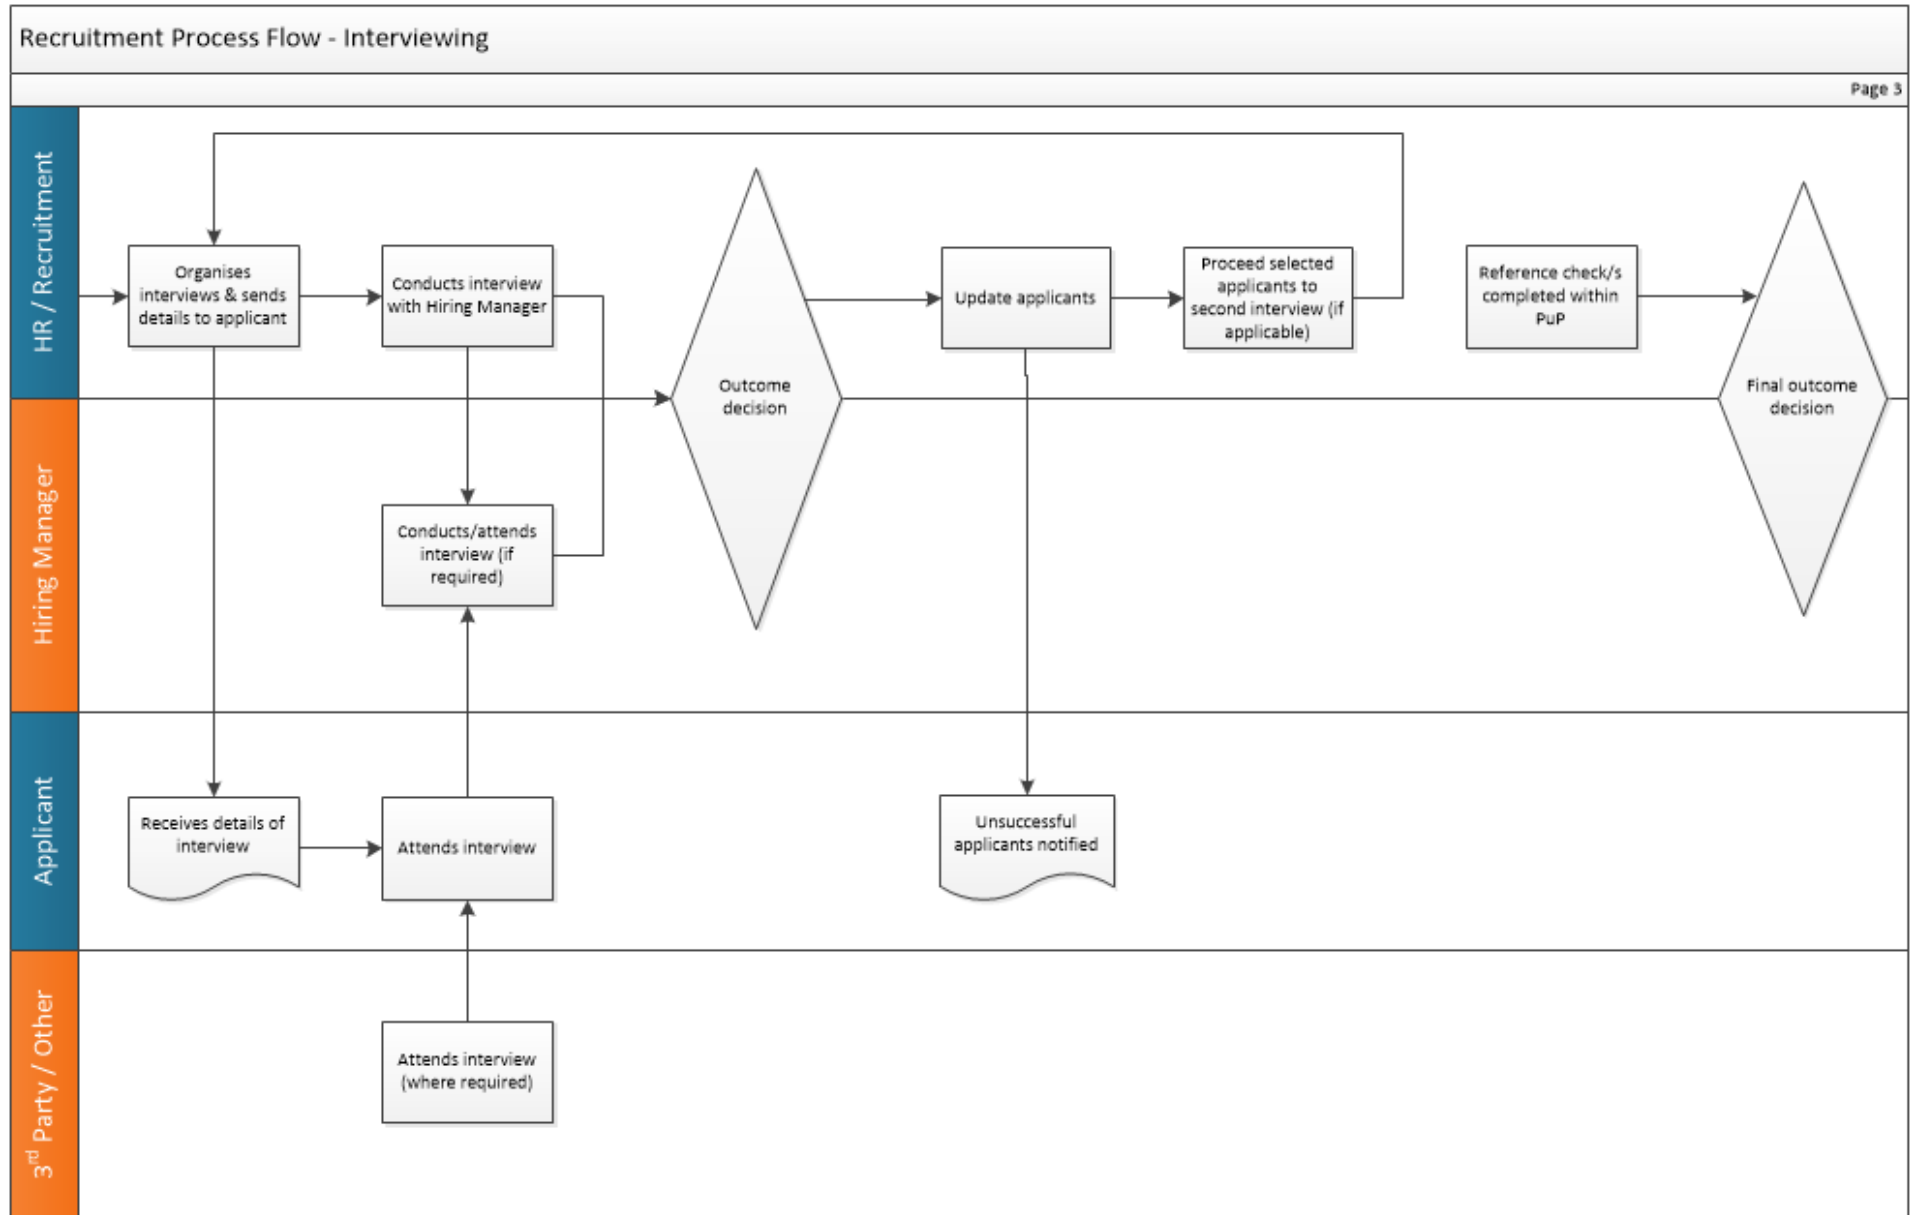 Recruitment Process Flow - Interviewing
Page 3
HR / Recruitment
Organises
interviews & sends
details to applicant
Conducts interview
with Hiring Manager
Outcome
decision
Update applicants
Proceed selected
applicants to
second interview (if
applicable)
Reference check/s
completed within
PuP
Final outcome
decision
Hiring Manager
Conducts/attends
interview (if
required)
Applicant
Receives details of
interview
Attends interview
Unsuccessful
applicants notified
3rd Party / Other
Attends interview
(where required)